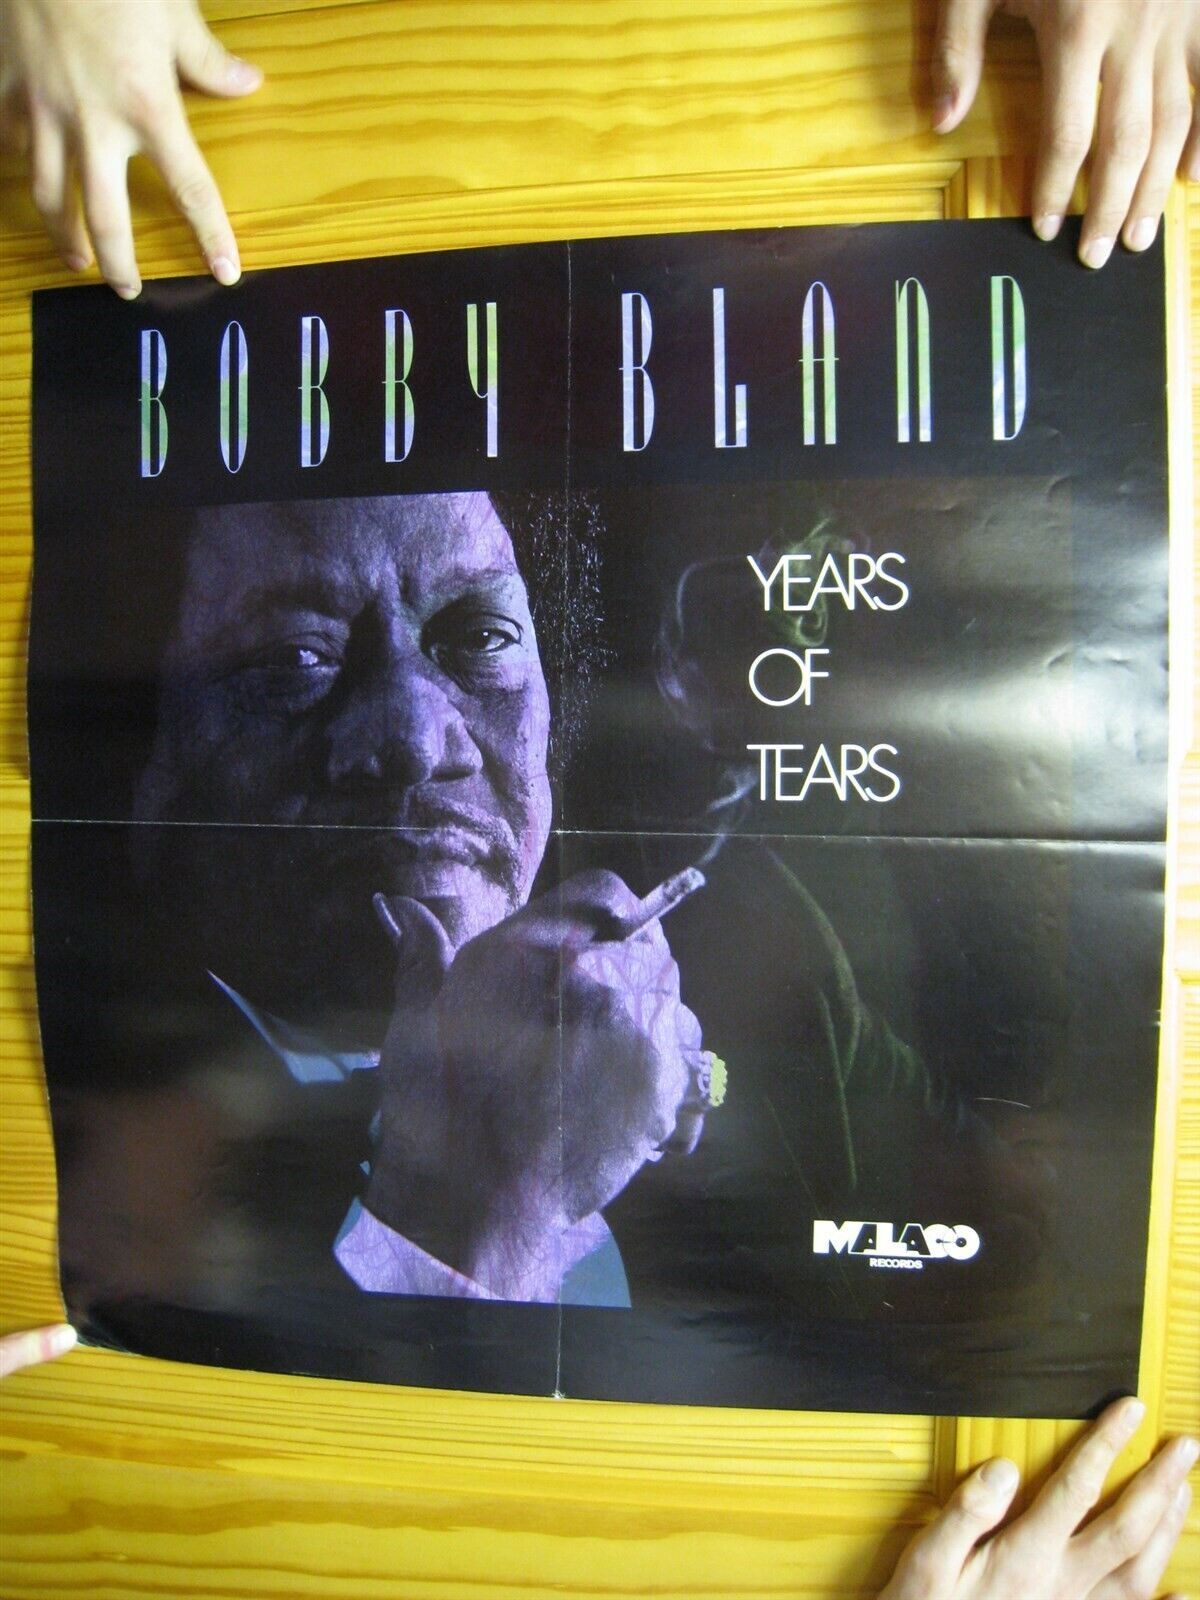 BOBBY BLAND
YEARS
OF
TEARS
MALACO
RECORDS